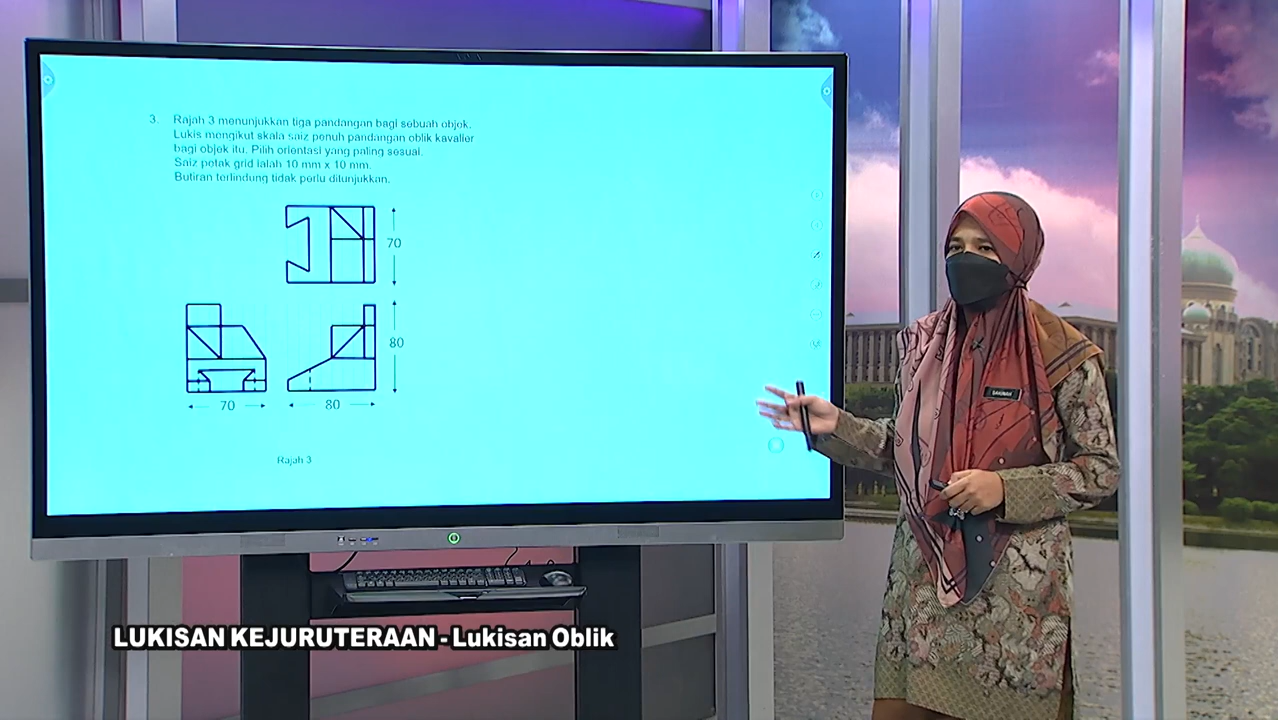 3. Rajah 3 menunjukkan tiga pandangan bagi sebuah objek.
Lukis mengikut skala saiz penuh pandangan oblik kavalier
bagi objek itu. Pilih orientasi yang paling sesuai.
Saiz petak grid ialah 10 mm x 10 mm.
Butiran terlindung tidak perlu ditunjukkan.
70
80
70
80
Rajah 3
SAKINAH
LUKISAN KEJURUTERAAN - Lukisan Oblik